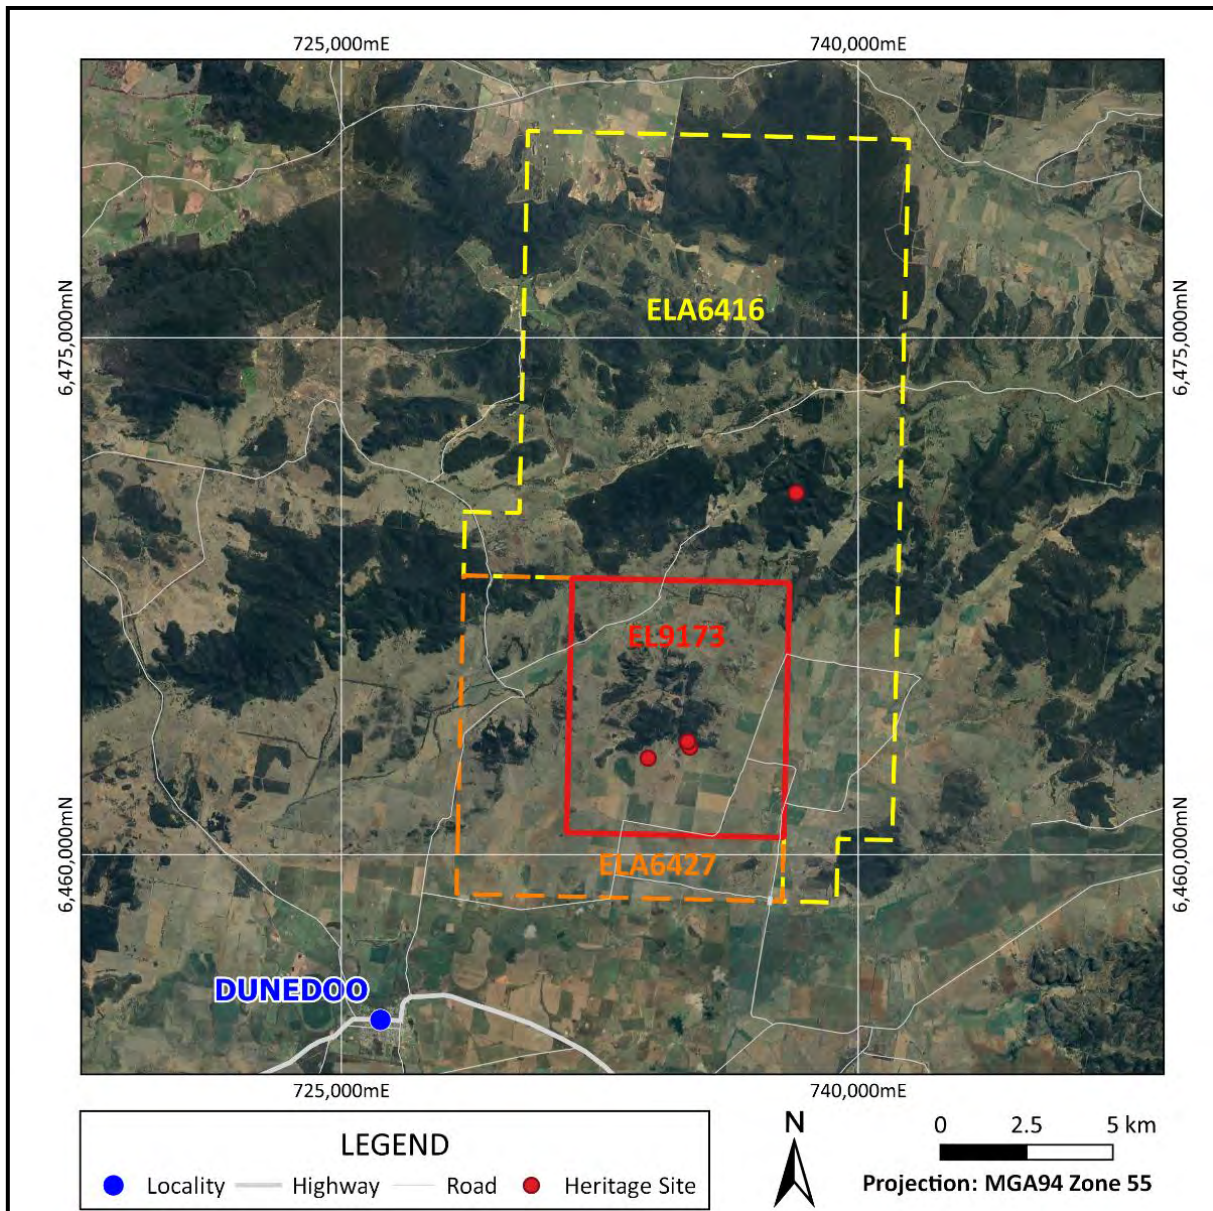 725,000mE
740,000mE
ELA6416
6,475,000mN
6,475,000mN
EL9173
6,460,000mN
ELA6427
6,460,000mN
DUNEDOO
725,000mE
740,000mE
LEGEND
Locality
Highway
Road
Heritage Site
N
0 2.5 5 km
Projection: MGA94 Zone 55